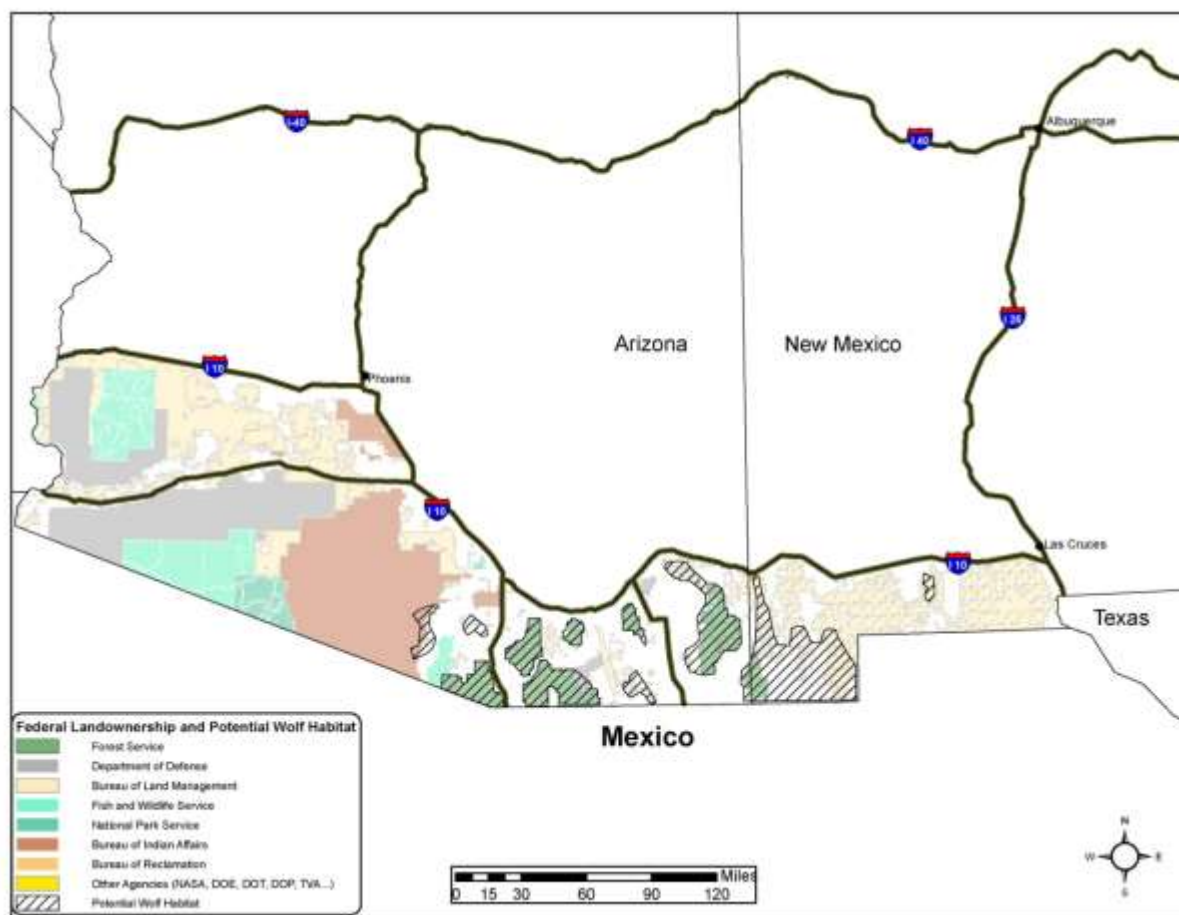 I-40
I 40
Albuquerque
Arizona
New Mexico
I 25
I 10
Phoenix
I 10
Las Cruces
I 10
Texas
Mexico
Federal Landownership and Potential Wolf Habitat
Forest Service
Department of Defense
Bureau of Land Management
Fish and Wildlife Service
National Park Service
Bureau of Indian Affairs
Bureau of Reclamation
Other Agencies (NASA, DOE, DOT, DOP, TVA...)
Potential Wolf Habitat
Miles
0 15 30 60 90 120
N
W E
S